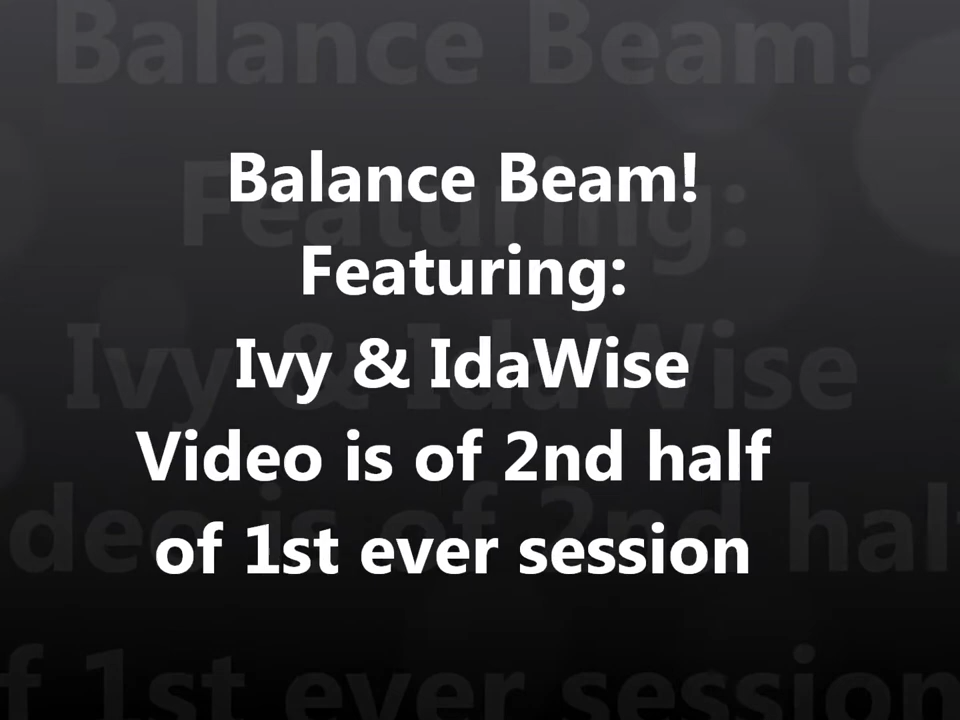 Balance Beam!
Featuring:
Ivy & IdaWise
Video is of 2nd half
of 1st ever session